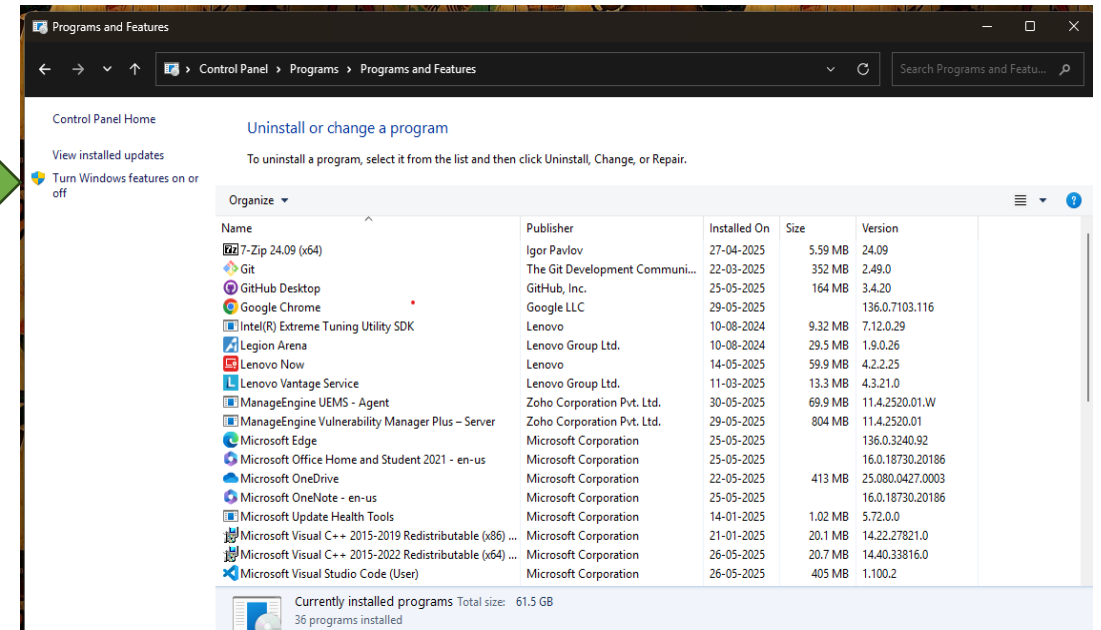 Programs and Features
Control Panel > Programs > Programs and Features
Search Programs and Featu...
Control Panel Home
View installed updates
Turn Windows features on or
off
Uninstall or change a program
To uninstall a program, select it from the list and then click Uninstall, Change, or Repair.
Organize
Name Publisher Installed On Size Version
7-Zip 24.09 (x64) Igor Pavlov 27-04-2025 5.59 MB 24.09
Git The Git Development Communi... 22-03-2025 352 MB 2.49.0
GitHub Desktop GitHub, Inc. 25-05-2025 164 MB 3.4.20
Google Chrome Google LLC 29-05-2025 136.0.7103.116
Intel(R) Extreme Tuning Utility SDK Lenovo 10-08-2024 9.32 MB 7.12.0.29
Legion Arena Lenovo Group Ltd. 10-08-2024 29.5 MB 1.9.0.26
Lenovo Now Lenovo 14-05-2025 59.9 MB 4.2.2.25
Lenovo Vantage Service Lenovo Group Ltd. 11-03-2025 13.3 MB 4.3.21.0
ManageEngine UEMS - Agent Zoho Corporation Pvt. Ltd. 30-05-2025 69.9 MB 11.4.2520.01.W
ManageEngine Vulnerability Manager Plus – Server Zoho Corporation Pvt. Ltd. 29-05-2025 804 MB 11.4.2520.01
Microsoft Edge Microsoft Corporation 25-05-2025 136.0.3240.92
Microsoft Office Home and Student 2021 - en-us Microsoft Corporation 25-05-2025 16.0.18730.20186
Microsoft OneDrive Microsoft Corporation 22-05-2025 413 MB 25.080.0427.0003
Microsoft OneNote - en-us Microsoft Corporation 25-05-2025 16.0.18730.20186
Microsoft Update Health Tools Microsoft Corporation 14-01-2025 1.02 MB 5.72.0.0
Microsoft Visual C++ 2015-2019 Redistributable (x86) ... Microsoft Corporation 21-01-2025 20.1 MB 14.22.27821.0
Microsoft Visual C++ 2015-2022 Redistributable (x64) ... Microsoft Corporation 26-05-2025 20.7 MB 14.40.33816.0
Microsoft Visual Studio Code (User) Microsoft Corporation 26-05-2025 405 MB 1.100.2
Currently installed programs Total size: 61.5 GB
36 programs installed